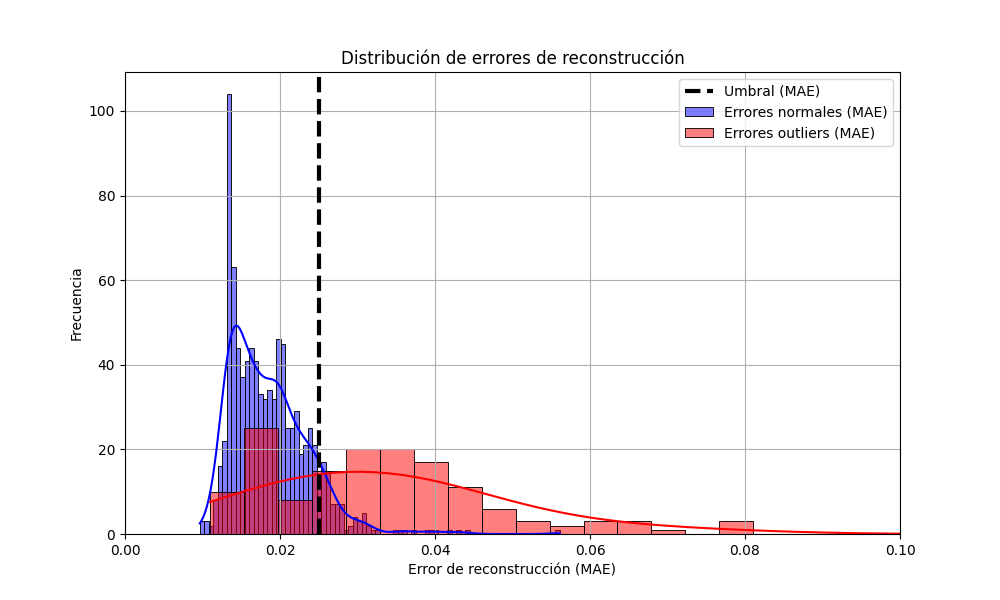 Distribución de errores de reconstrucción
Umbral (MAE)
Errores normales (MAE)
Errores outliers (MAE)
Frecuencia
100
80
60
40
20
0
0.00
0.02
0.04
0.06
0.08
0.10
Error de reconstrucción (MAE)